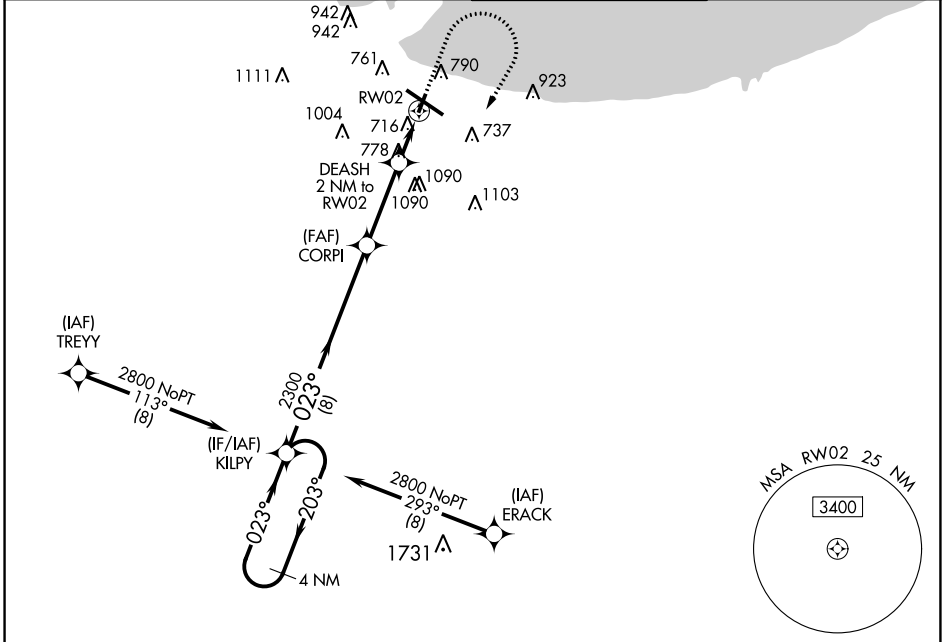 942
942
761
790
1111
923
RW02
1004
716
737
778
DEASH
2 NM to
RW02
1090
1090
1103
(FAF)
CORPI
(IAF)
TREYY
2800 NoPT
113°
(8)
2300
023°
(8)
(IF/IAF)
KILPY
023°
203°
4 NM
2800 NoPT
293°
(8)
(IAF)
ERACK
1731
MSA RW02 25 NM
3400